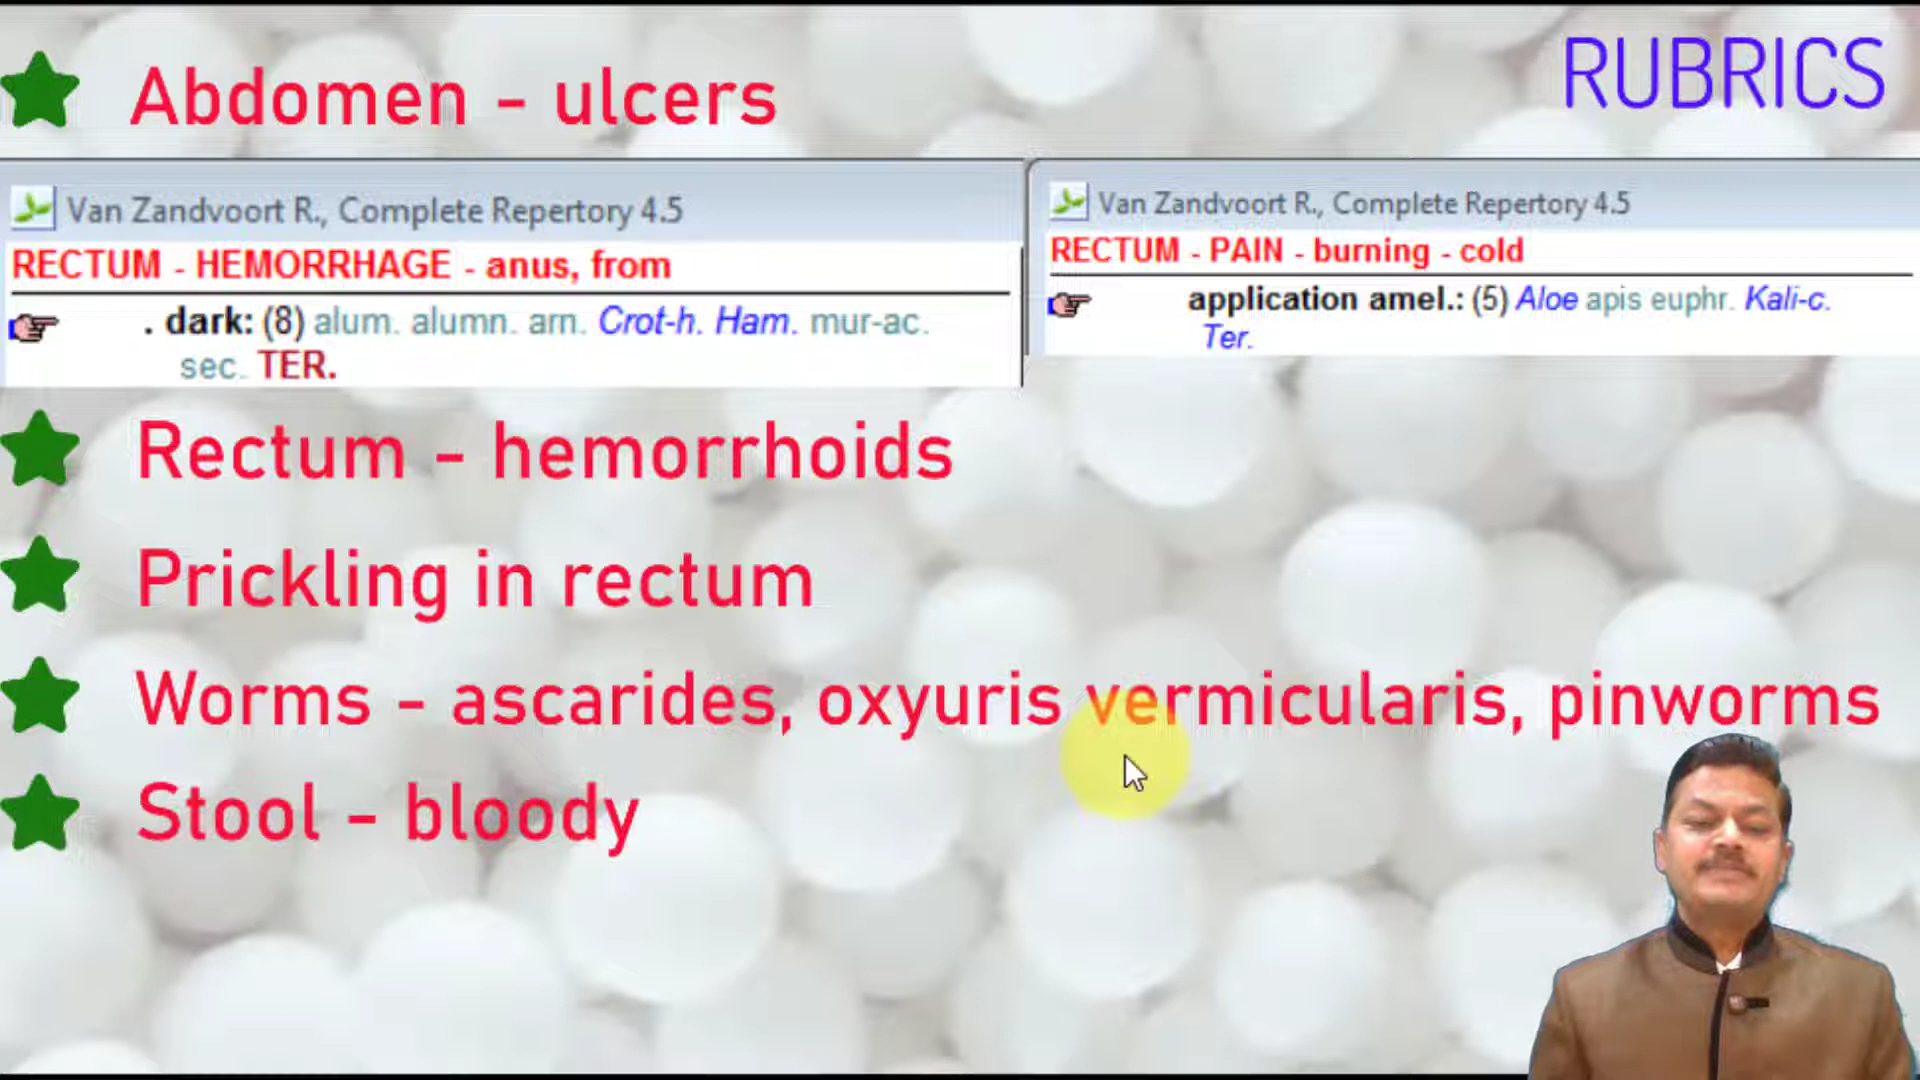 RUBRICS
Abdomen - ulcers
Van Zandvoort R., Complete Repertory 4.5
RECTUM - HEMORRHAGE - anus, from
. dark: (8) alum. alumn. arn. Crot-h. Ham. mur-ac.
sec. TER.
Van Zandvoort R., Complete Repertory 4.5
RECTUM - PAIN - burning - cold
application amel.: (5) Aloe apis euphr. Kali-c.
Ter.
Rectum - hemorrhoids
Prickling in rectum
Worms - ascarides, oxyuris vermicularis, pinworms
Stool - bloody